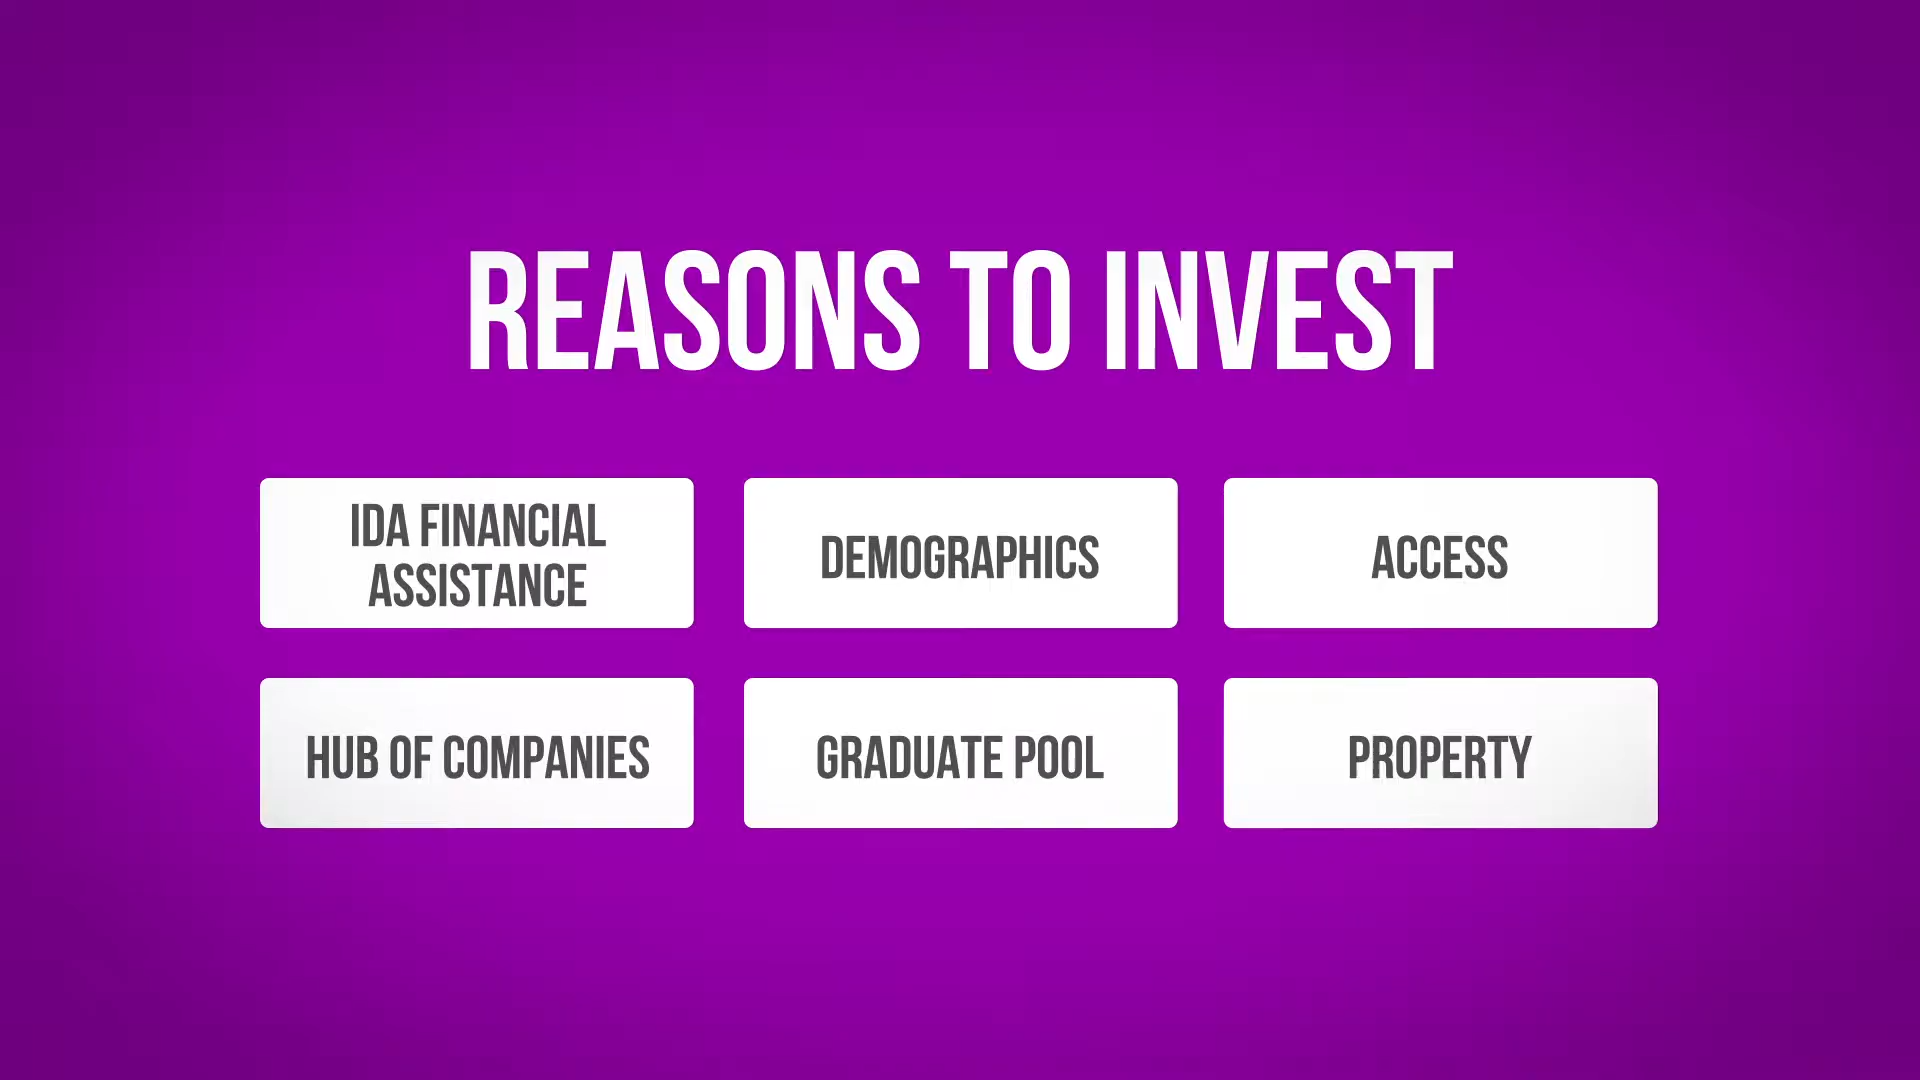 REASONS TO INVEST
IDA FINANCIAL
ASSISTANCE
DEMOGRAPHICS
ACCESS
HUB OF COMPANIES
GRADUATE POOL
PROPERTY